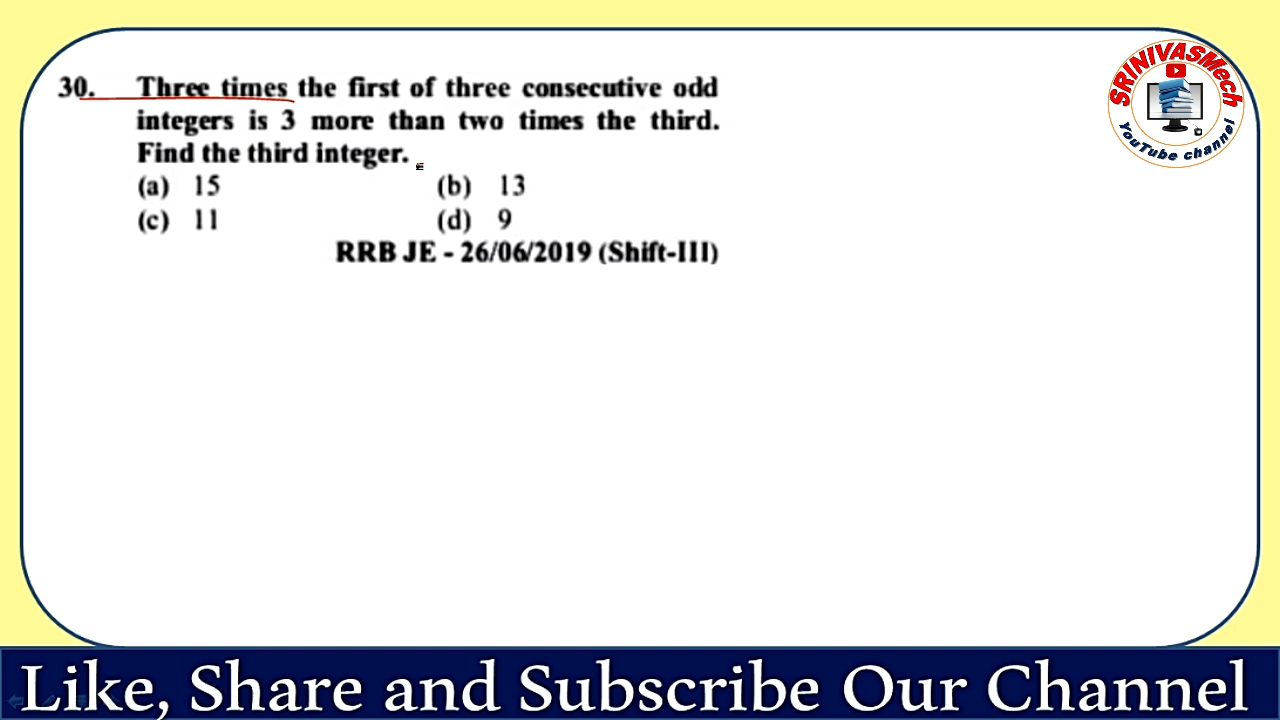 30. Three times the first of three consecutive odd
integers is 3 more than two times the third.
Find the third integer.
(a) 15 (b) 13
(c) 11 (d) 9
RRB JE - 26/06/2019 (Shift-III)
SRINIVASMech
YouTube channel
Like, Share and Subscribe Our Channel